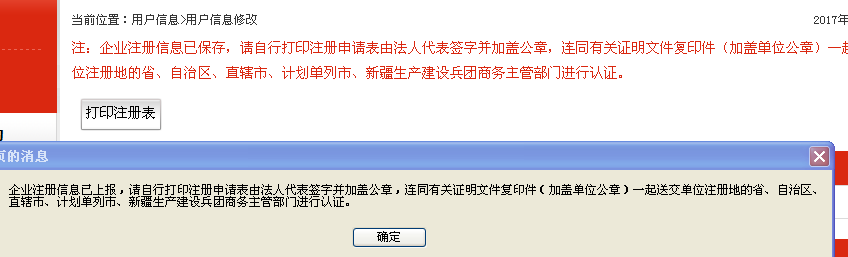 当前位置：用户信息>用户信息修改
2017年
注：企业注册信息已保存，请自行打印注册申请表由法人代表签字并加盖公章，连同有关证明文件复印件（加盖单位公章）一起
位注册地的省、自治区、直辖市、计划单列市、新疆生产建设兵团商务主管部门进行认证。
打印注册表
页的消息
企业注册信息已上报，请自行打印注册申请表由法人代表签字并加盖公章，连同有关证明文件复印件（加盖单位公章）一起送交单位注册地的省、自治区、
直辖市、计划单列市、新疆生产建设兵团商务主管部门进行认证。
确定